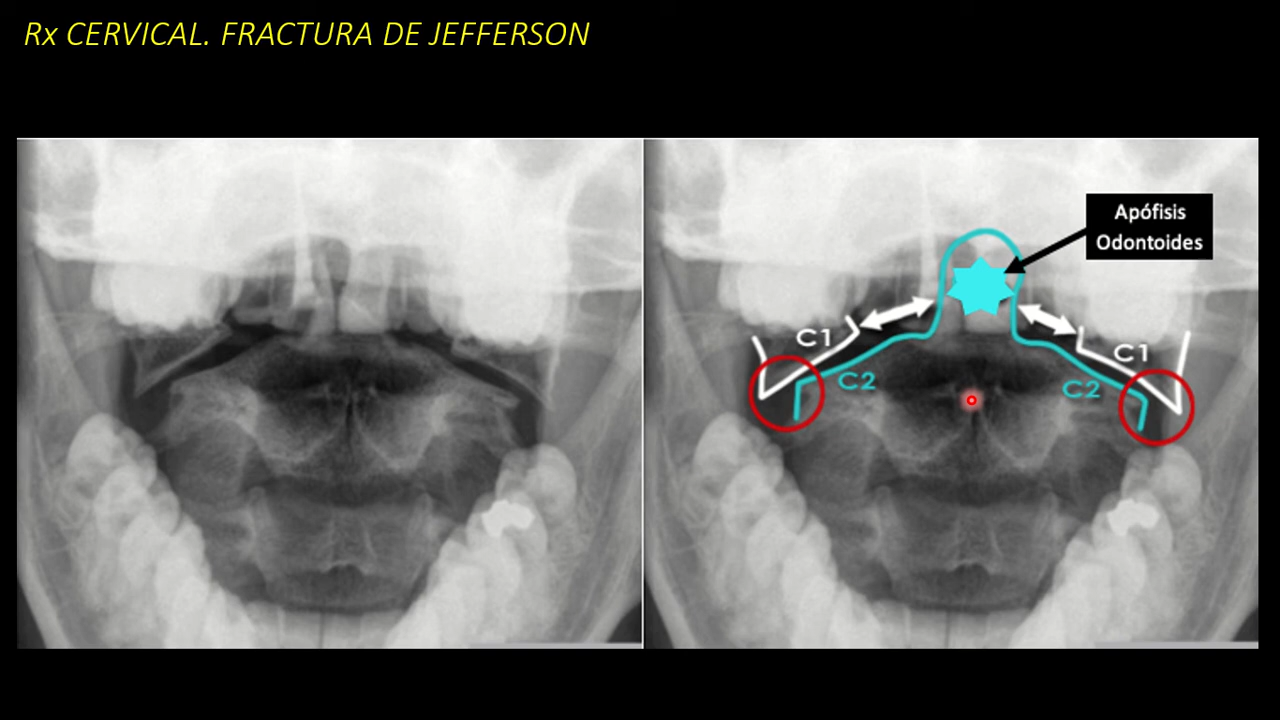 Rx CERVICAL. FRACTURA DE JEFFERSON
Apófisis
Odontoides
C1
C1
C2
C2